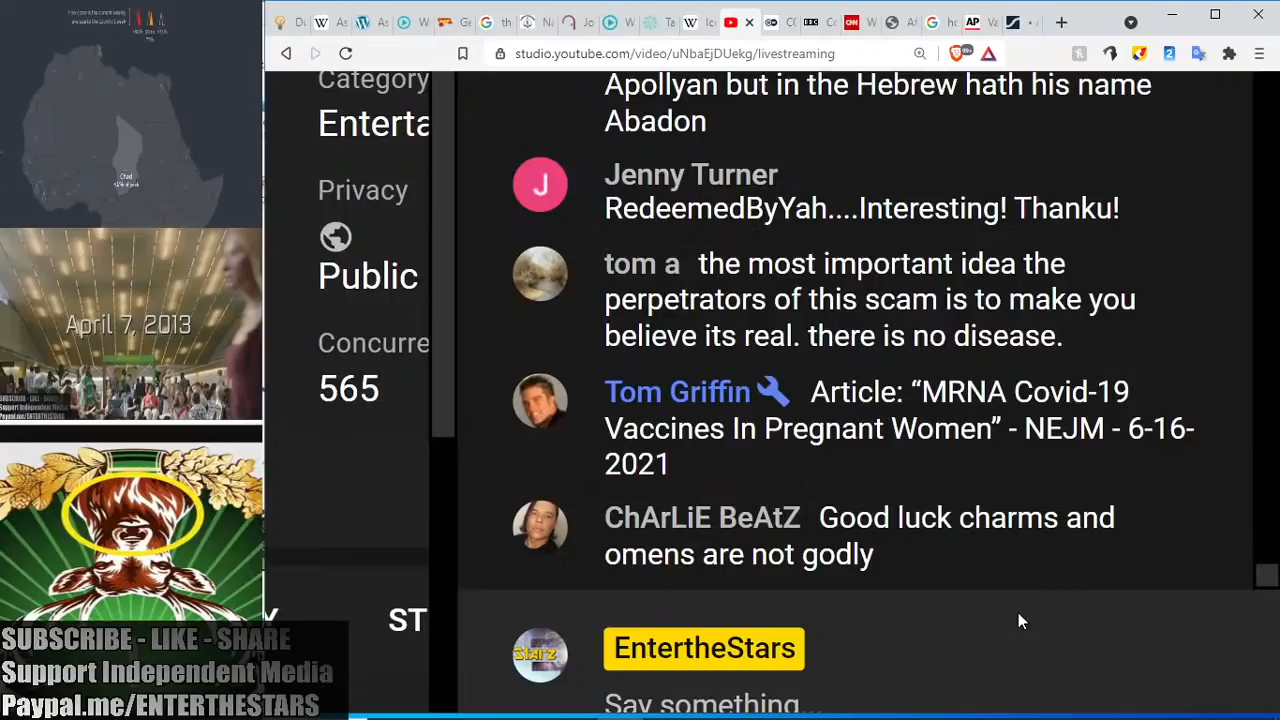 studio.youtube.com/video/uNbaEjDUekg/livestreaming
Category
Enterta
Privacy
Public
Concurre
565
ST
Apollyan but in the Hebrew hath his name
Abadon
Jenny Turner
RedeemedByYah....Interesting! Thanku!
tom a the most important idea the
perpetrators of this scam is to make you
believe its real. there is no disease.
Tom Griffin Article: “MRNA Covid-19
Vaccines In Pregnant Women” - NEJM - 6-16-
2021
ChArLiE BeAtZ Good luck charms and
omens are not godly
EntertheStars
Say something...
Chad
April 7, 2013
SUBSCRIBE - LIKE - SHARE
Support Independent Media
Paypal.me/ENTERTHESTARS